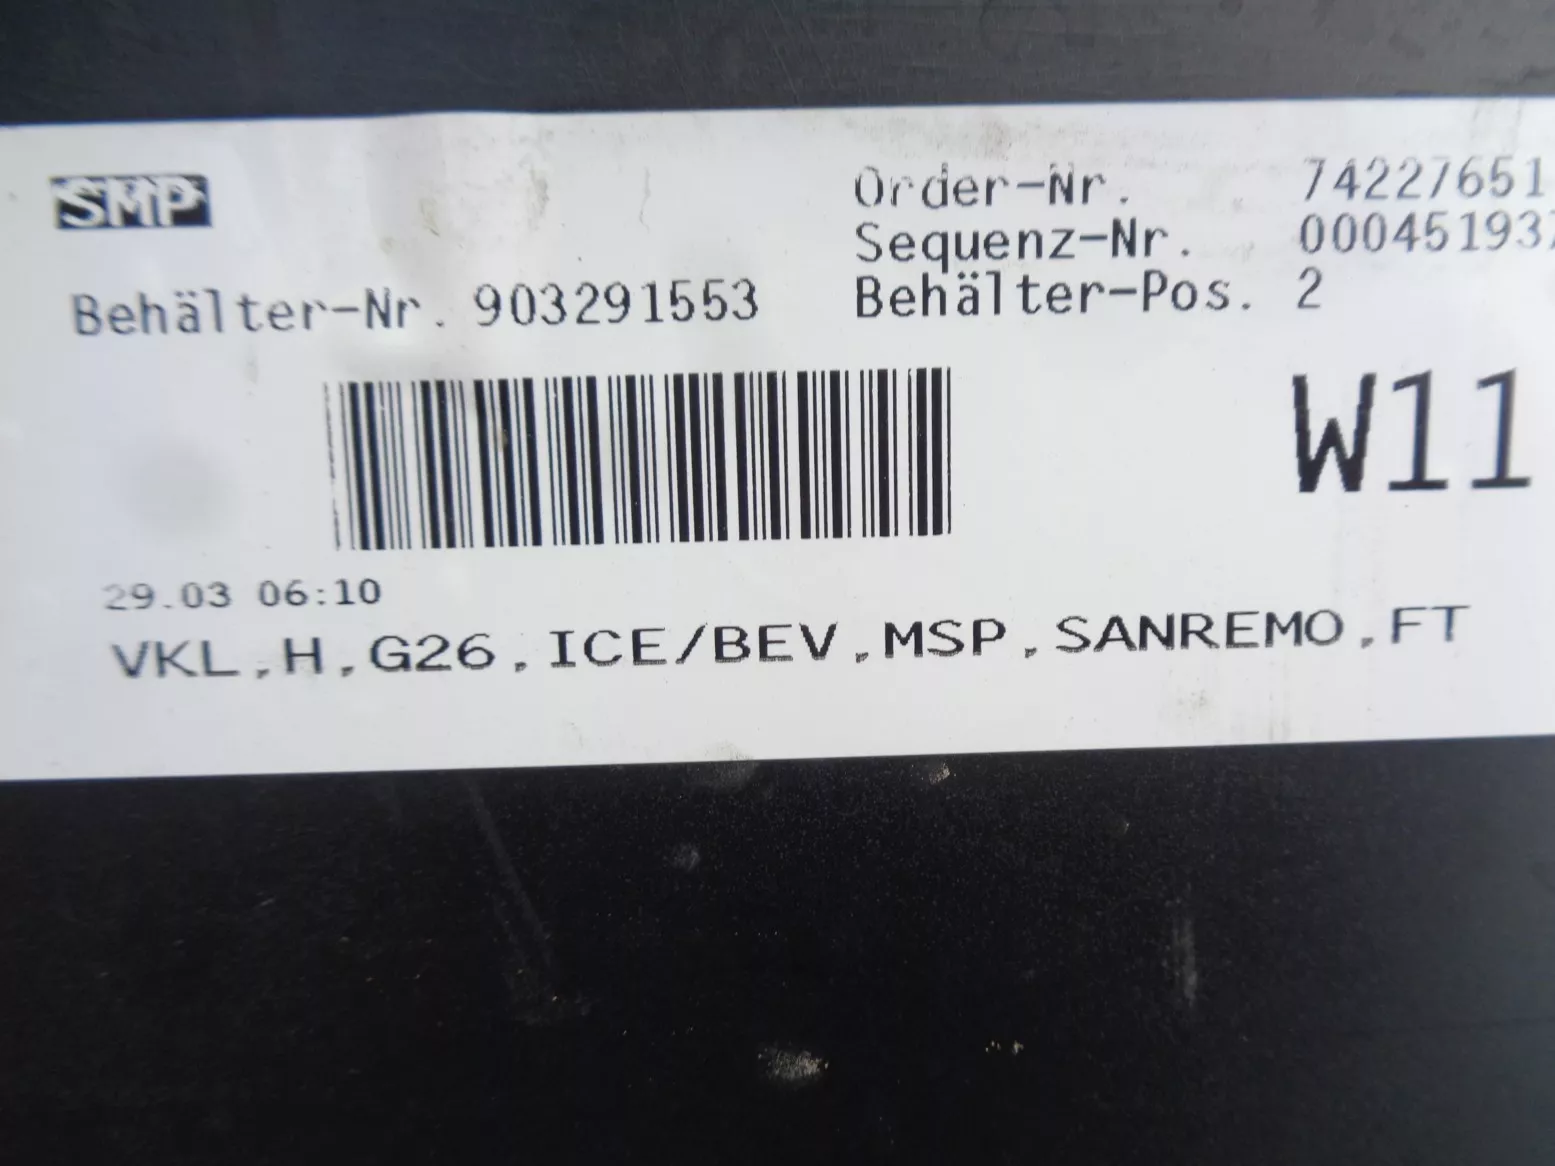 SMP
Order-Nr. 74227651
Sequenz-Nr.
Behälter-Nr. 903291553
Behälter-Pos. 2
W11
29.03 06:10
VKL,H,G26,ICE/BEV,MSP,SANREMO,FT